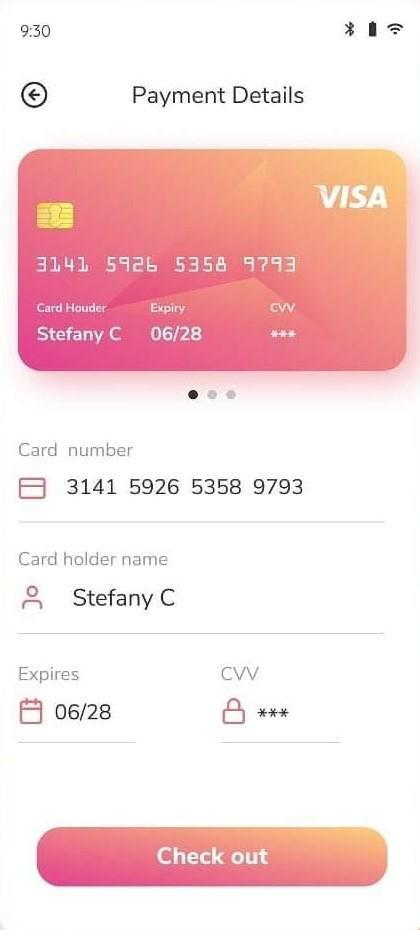 9:30
Payment Details
VISA
3141 5926 5358 9793
Card Houder Expiry CVV
Stefany C 06/28 ***
Card number
3141 5926 5358 9793
Card holder name
Stefany C
Expires CVV
06/28 ***
Check out